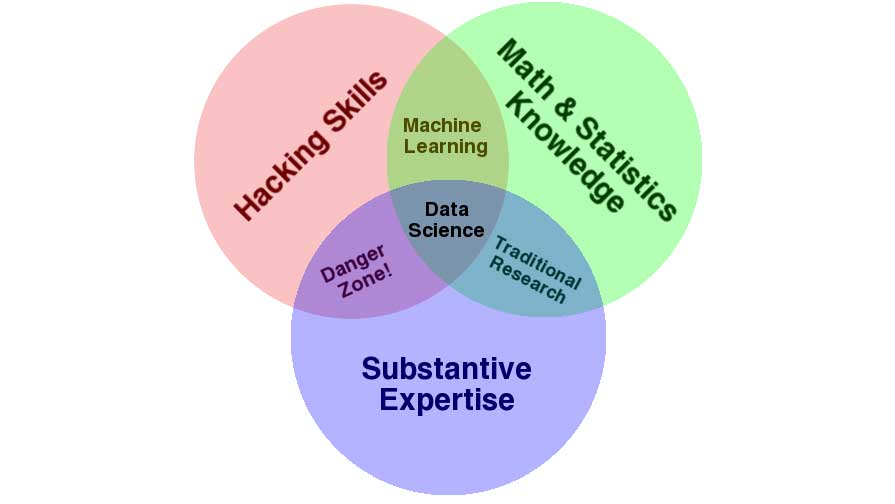 Hacking Skills
Math & Statistics
Knowledge
Machine
Learning
Data
Science
Danger
Zone!
Traditional
Research
Substantive
Expertise